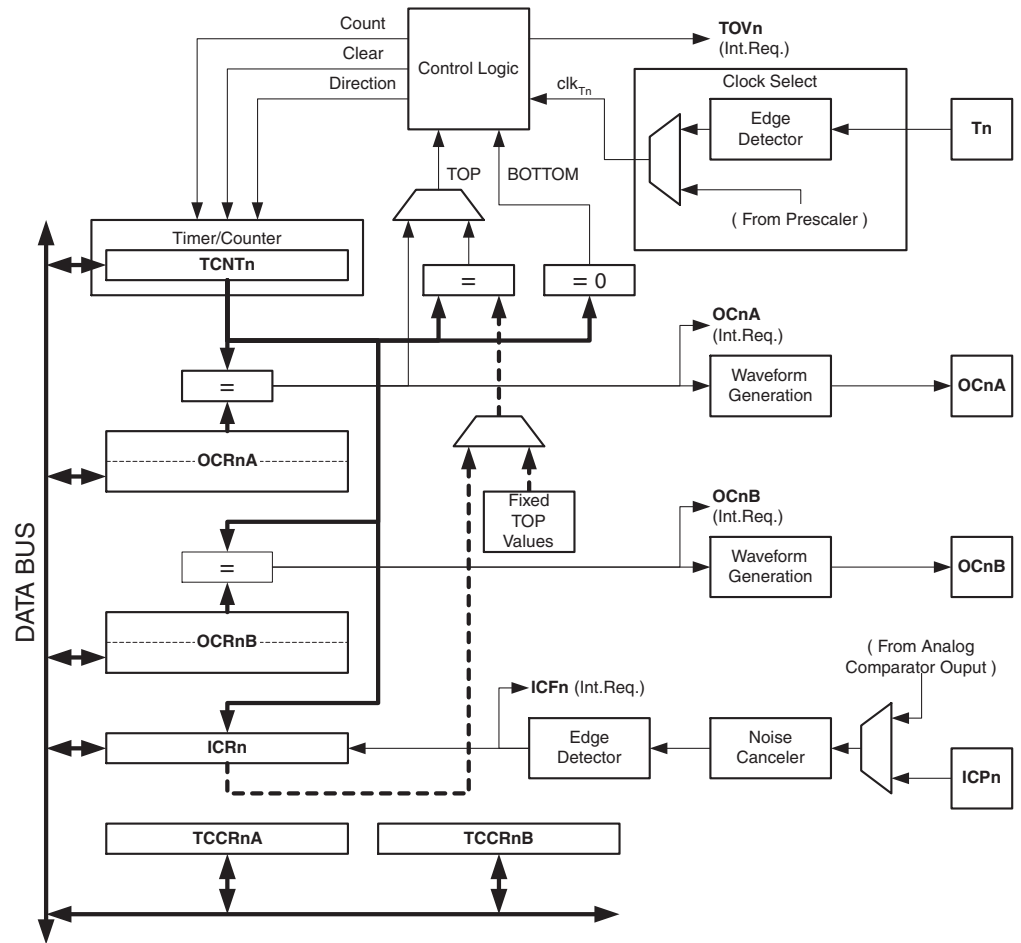 Count
Clear
Direction
Control Logic
TOVn
(Int.Req.)
clkTn
Clock Select
Edge
Detector
Tn
( From Prescaler )
TOP
BOTTOM
Timer/Counter
TCNTn
=
= 0
OCnA
(Int.Req.)
=
Waveform
Generation
OCnA
OCRnA
Fixed
TOP
Values
OCnB
(Int.Req.)
=
Waveform
Generation
OCnB
OCRnB
DATA BUS
( From Analog
Comparator Ouput )
ICFn (Int.Req.)
ICRn
Edge
Detector
Noise
Canceler
ICPn
TCCRnA
TCCRnB